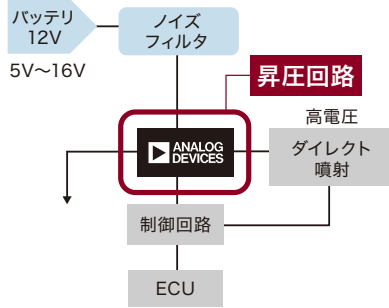 バッテリ
12V
ノイズ
フィルタ
5V～16V
昇圧回路
高電圧
ANALOG
DEVICES
ダイレクト
噴射
制御回路
ECU